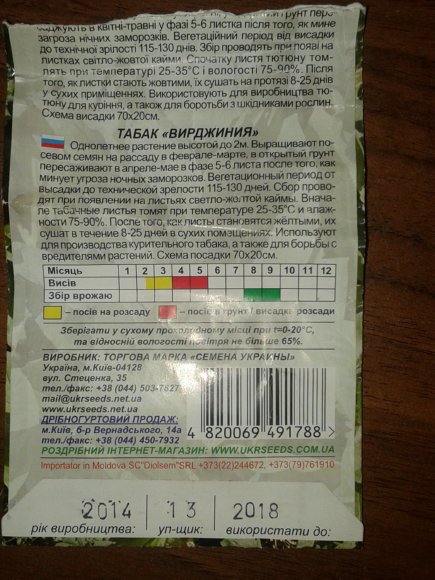 саджують в квітні-травні у фазі 5-6 листка після того, як мине
загроза нічних заморозків. Вегетаційний період від висадки
до технічної зрілості 115-130 днів. Збір проводять при появі на
листках світло-жовтої кайми. Спочатку листя тютюну том-
лять при температурі 25-35°С і вологості 75-90%. Після
того, як листки стають жовтими, їх сушать на протязі 8-25 днів
у сухих приміщеннях. Використовують для виробництва тю-
тюну для куріння, а також для боротьби з шкідниками рослин.
Схема висадки 70х20см.
ТАБАК «ВИРДЖИНИЯ»
Однолетнее растение высотой до 2м. Выращивают по-
севом семян на рассаду в феврале-марте, в открытый грунт
пересаживают в апреле-мае в фазе 5-6 листа после того, как
минует угроза ночных заморозков. Вегетационный период от
высадки до технической зрелости 115-130 дней. Сбор прово-
дят при появлении на листьях светло-желтой каймы. Внача-
ле табачные листья томят при температуре 25-35°С и влаж-
ности 75-90%. После того, как листы становятся жёлтыми, их
сушат в течение 8-25 дней в сухих помещениях. Используют
для производства курительного табака, а также для борьбы с
вредителями растений. Схема посадки 70х20см.
Місяць 1 2 3 4 5 6 7 8 9 10 11 12
Висів
Збір врожаю
– посів на розсаду – посів в ґрунт / висадка розсади
Зберігати у сухому прохолодному місці при t=0-20°С,
та відносній вологості повітря не більше 65%.
ВИРОБНИК: ТОРГОВА МАРКА «СЕМЕНА УКРАИНЫ»
Україна, м.Київ-04128
вул. Стеценка, 35
тел./факс: +38 (044) 503-7827
mail@ukrseeds.net.ua
www.ukrseeds.net.ua
ДРІБНОГУРТОВИЙ ПРОДАЖ:
м.Київ, б-р Вернадського, 14а
тел./факс: +38 (044) 450-7932
4 820069 491788
РОЗДРІБНИЙ ІНТЕРНЕТ-МАГАЗИН: WWW.UKRSEEDS.COM.UA
Importator in Moldova SC"Diolsem"SRL +373(22)244672, +373(79)761910
2014 13 2018
рік виробництва: уп-щик: використати до: